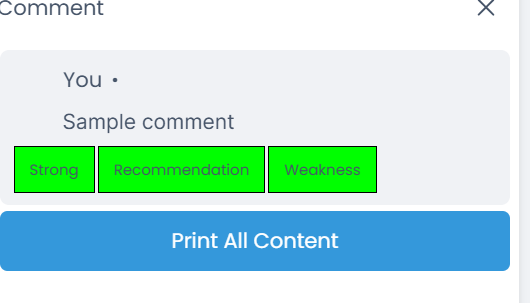 Comment
You •
Sample comment
Strong Recommendation Weakness
Print All Content